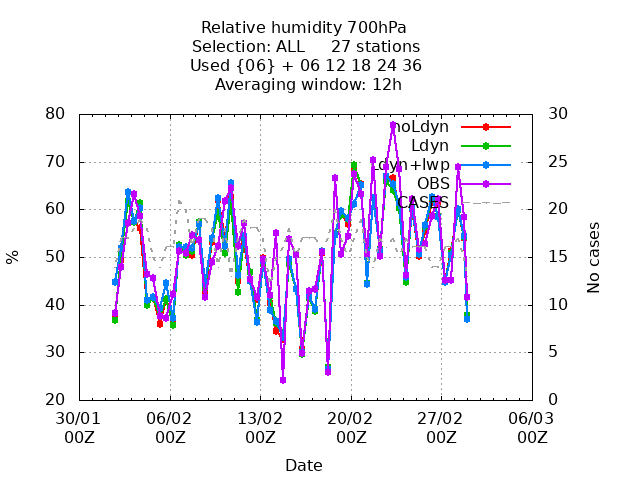 Relative humidity 700hPa
Selection: ALL     27 stations
Used {06} + 06 12 18 24 36
Averaging window: 12h
80
70
60
50
40
30
20
30
25
20
15
10
5
0
noLdyn
Ldyn
Ldyn+lwp
OBS
CASES
%
No cases
30/01 06/02 13/02 20/02 27/02 06/03
00Z 00Z 00Z 00Z 00Z 00Z
Date